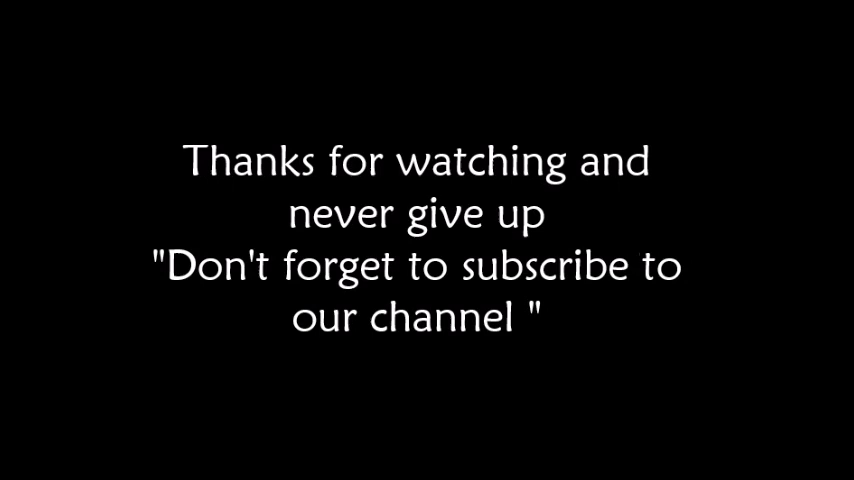 Thanks for watching and
never give up
"Don't forget to subscribe to
our channel "